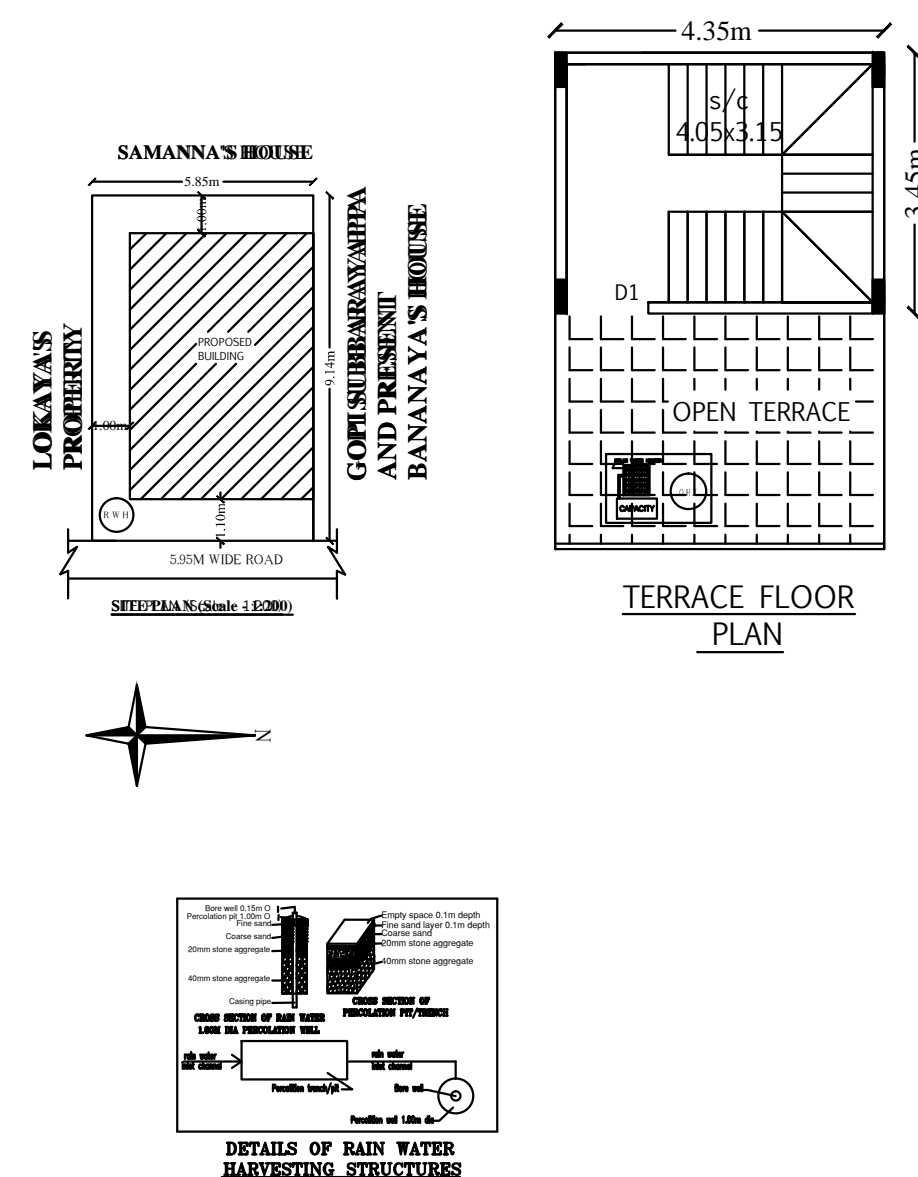 SAMANNA'S HOUSE
5.85m
1.00m
LOKAYA'S
PROPERTY
PROPOSED
BUILDING
9.14m
GOPI SUBBARAYAPPA
AND PRESENT
BANANAYA'S HOUSE
1.00m
R W H
1.10m
5.95M WIDE ROAD
SITE PLAN (Scale - 1:200)
N
4.35m
s/c
4.05x3.15
3.45m
D1
OPEN TERRACE
CAPACITY
TERRACE FLOOR
PLAN
Bore well 0.15m O
Percolation pit 1.00m O
Fine sand
Coarse sand
20mm stone aggregate
40mm stone aggregate
Casing pipe
CROSS SECTION OF RAIN WATER
1.00M DIA PERCOLATION WELL
Empty space 0.1m depth
Fine sand layer 0.1m depth
Coarse sand
20mm stone aggregate
40mm stone aggregate
CROSS SECTION OF
PERCOLATION PIT/TRENCH
rain water
inlet channel
Percolition trench/pit
rain water
inlet channel
Bore well
Percolition well 1.00m dia
DETAILS OF RAIN WATER
HARVESTING STRUCTURES